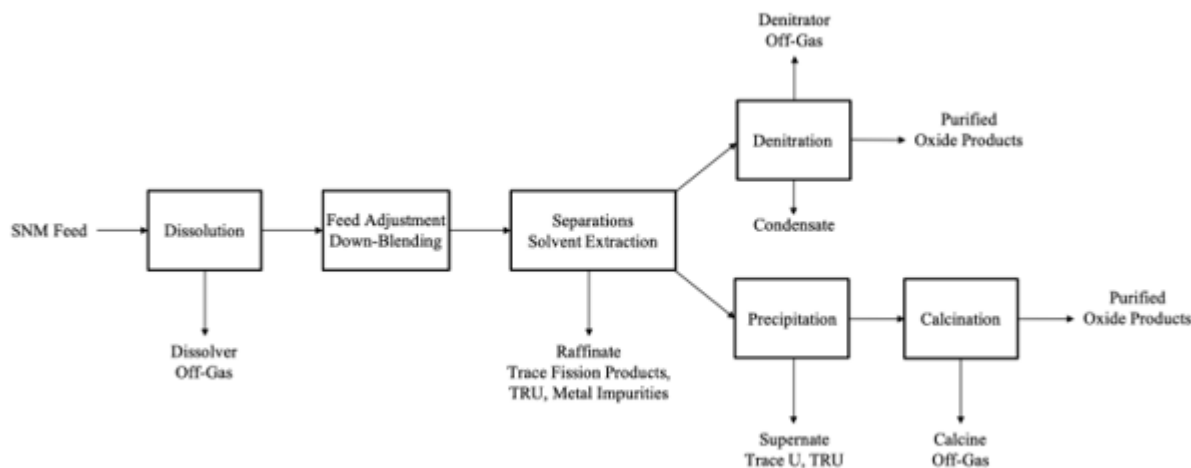 Denitrator
Off-Gas
Denitration
Purified
Oxide Products
Condensate
SNM Feed
Dissolution
Feed Adjustment
Down-Blending
Separations
Solvent Extraction
Dissolver
Off-Gas
Raffinate
Trace Fission Products,
TRU, Metal Impurities
Precipitation
Calcination
Purified
Oxide Products
Supernate
Trace U, TRU
Calcine
Off-Gas